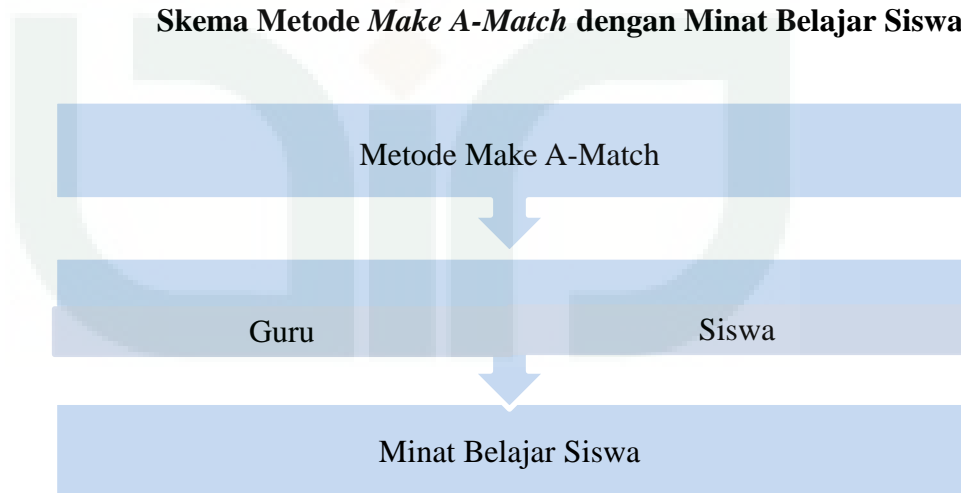 Skema Metode Make A-Match dengan Minat Belajar Siswa
Metode Make A-Match
Guru Siswa
Minat Belajar Siswa